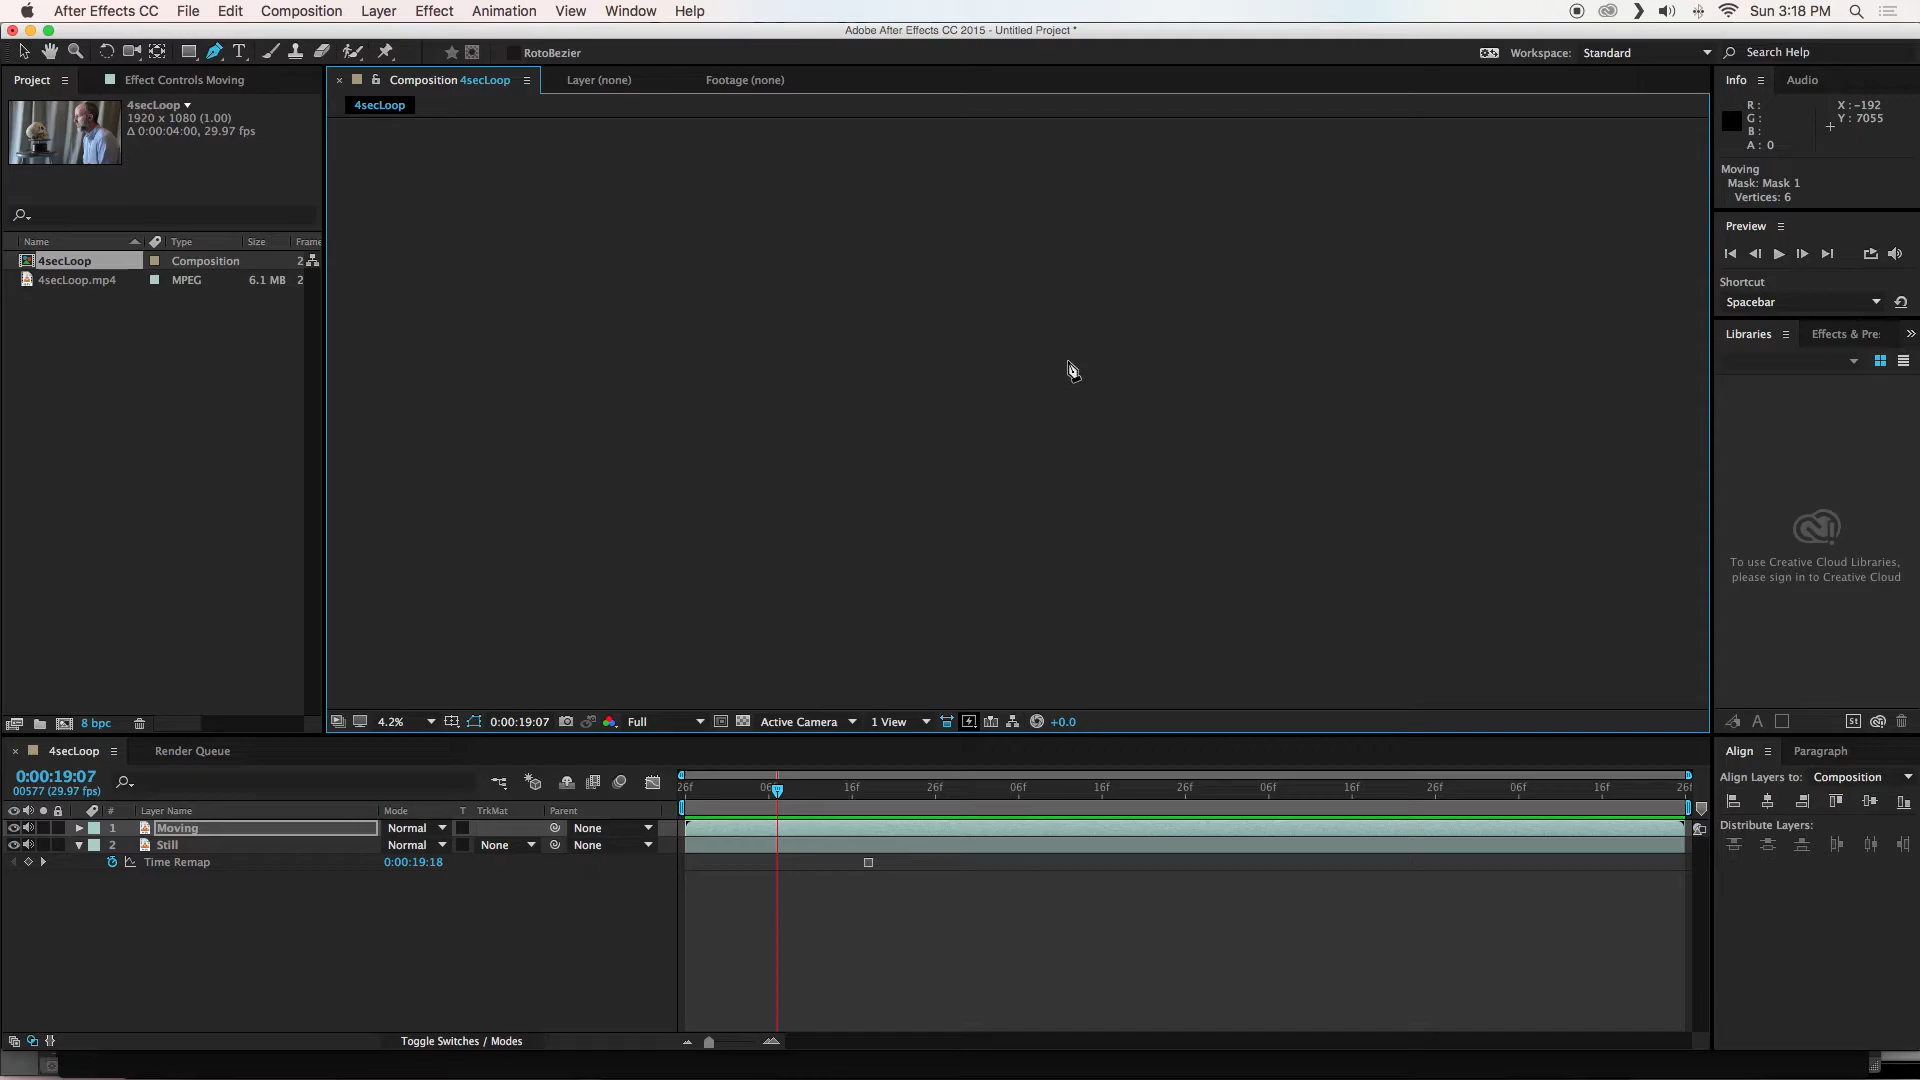 After Effects CC File Edit Composition Layer Effect Animation View Window Help Sun 3:18 PM
Adobe After Effects CC 2015 - Untitled Project *
T RotoBezier Workspace: Standard Search Help
Project Effect Controls Moving Composition 4secLoop Layer (none) Footage (none) Info Audio
4secLoop
1920 x 1080 (1.00)
Δ 0:00:04:00, 29.97 fps
4secLoop
R : X : -192
G : Y : 7055
B :
A : 0
Moving
Mask: Mask 1
Vertices: 6
Preview
Shortcut
Spacebar
Name Type Size Frame
4secLoop Composition 2
4secLoop.mp4 MPEG 6.1 MB 2
Libraries Effects & Pre:
To use Creative Cloud Libraries,
please sign in to Creative Cloud
8 bpc 4.2% 0:00:19:07 Full Active Camera 1 View +0.0 St
4secLoop Render Queue Align Paragraph
0:00:19:07
00577 (29.97 fps)
26f 16f 26f 06f 16f 26f 06f 16f 26f 06f 16f 26f
Align Layers to: Composition
# Layer Name Mode T TrkMat Parent
1 Moving Normal None
2 Still Normal None None
Time Remap 0:00:19:18
Distribute Layers:
Toggle Switches / Modes